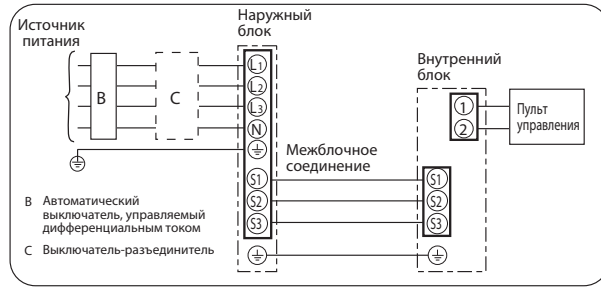 Источник
питания
Наружный
блок
Внутренний
блок
B
C
L1
L2
L3
N
S1
S2
S3
Межблочное
соединение
1
2
Пульт
управления
S1
S2
S3
B Автоматический
выключатель, управляемый
дифференциальным током
C Выключатель-разъединитель